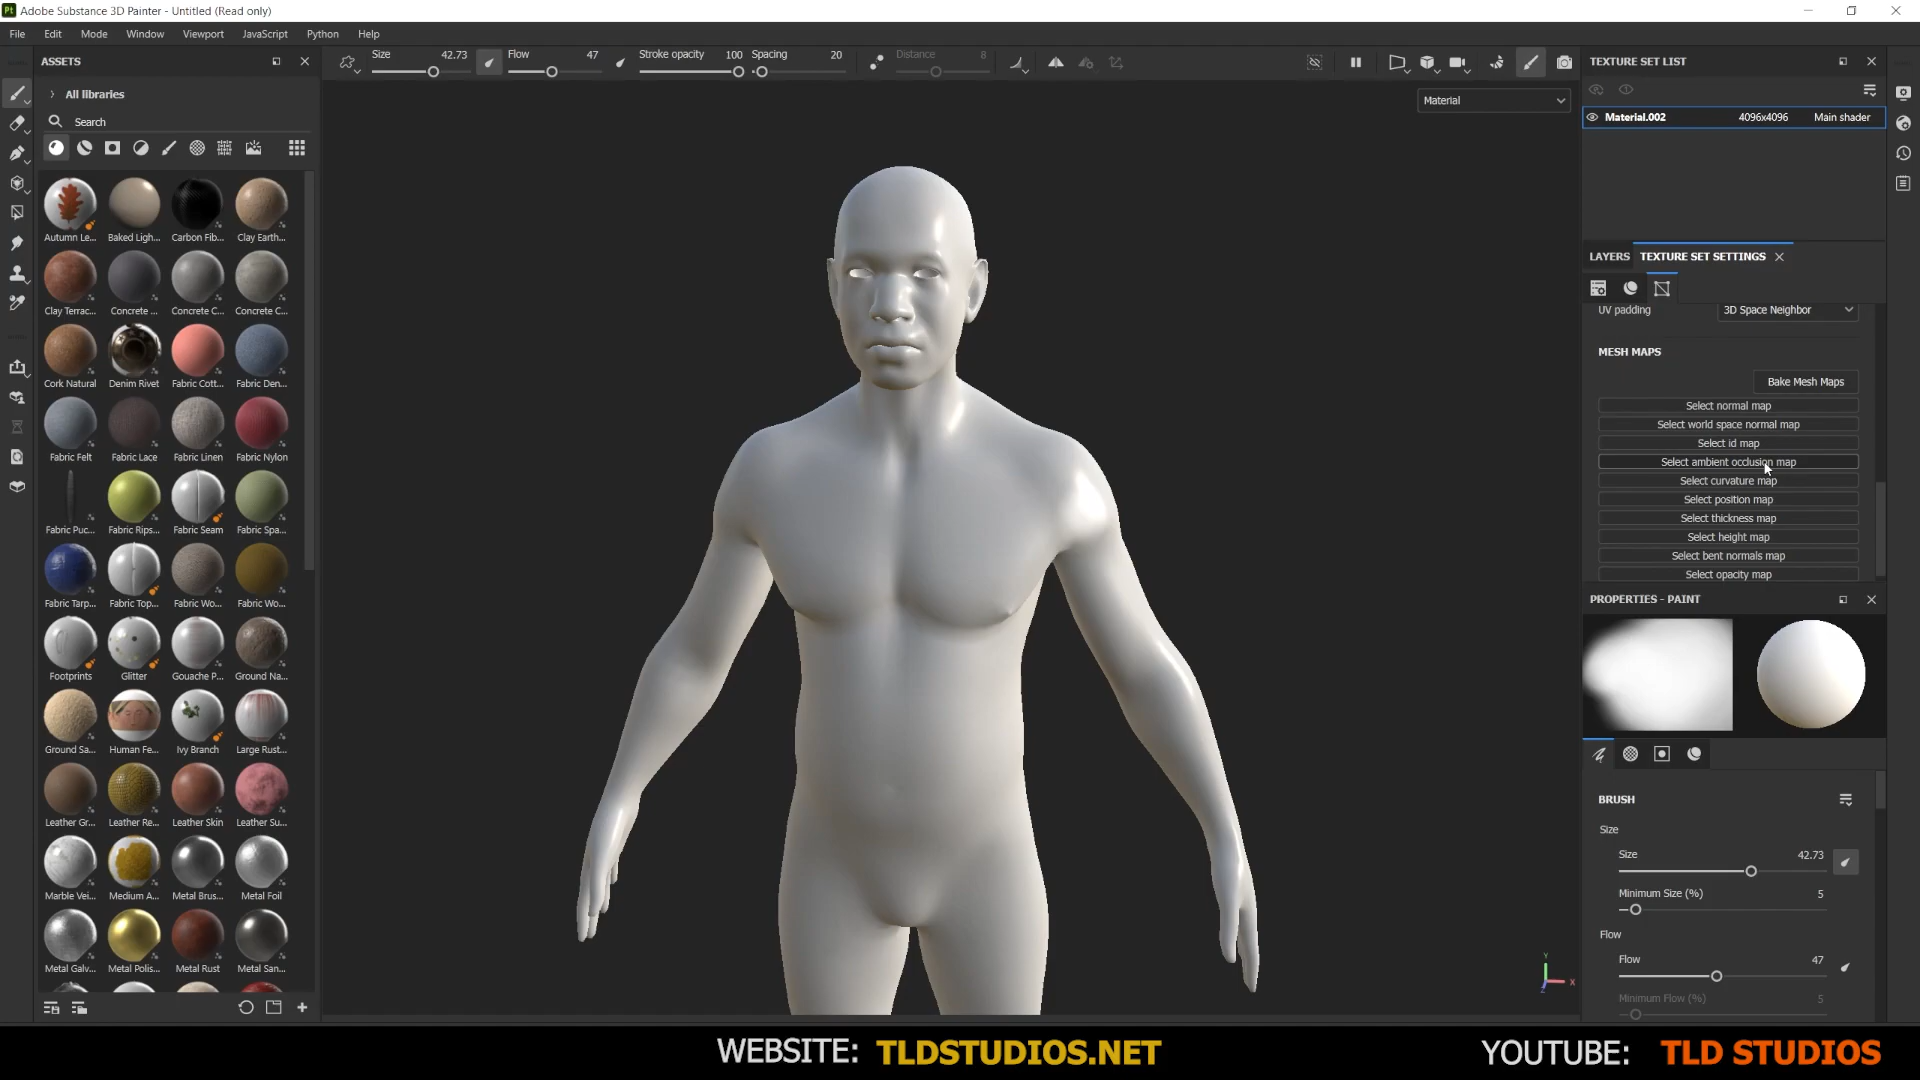 Pt Adobe Substance 3D Painter - Untitled (Read only)
File Edit Mode Window Viewport JavaScript Python Help
ASSETS
All libraries
Search
Autumn Le... Baked Ligh... Carbon Fib... Clay Earth...
Clay Terrac... Concrete ... Concrete C... Concrete C...
Cork Natural Denim Rivet Fabric Cott... Fabric Den...
Fabric Felt Fabric Lace Fabric Linen Fabric Nylon
Fabric Puc... Fabric Rips... Fabric Seam Fabric Spa...
Fabric Tarp... Fabric Top... Fabric Wo... Fabric Wo...
Footprints Glitter Gouache P... Ground Na...
Ground Sa... Human Fe... Ivy Branch Large Rust...
Leather Gr... Leather Re... Leather Skin Leather Su...
Marble Vei... Medium A... Metal Brus... Metal Foil
Metal Galv... Metal Polis... Metal Rust Metal San...
Size 42.73 Flow 47 Stroke opacity 100 Spacing 20 Distance 8
Material
Y
X
Z
TEXTURE SET LIST
Material.002 4096x4096 Main shader
LAYERS TEXTURE SET SETTINGS
UV padding 3D Space Neighbor
MESH MAPS
Bake Mesh Maps
Select normal map
Select world space normal map
Select id map
Select ambient occlusion map
Select curvature map
Select position map
Select thickness map
Select height map
Select bent normals map
Select opacity map
PROPERTIES - PAINT
BRUSH
Size
Size 42.73
Minimum Size (%) 5
Flow
Flow 47
Minimum Flow (%) 5
WEBSITE: TLDSTUDIOS.NET YOUTUBE: TLD STUDIOS